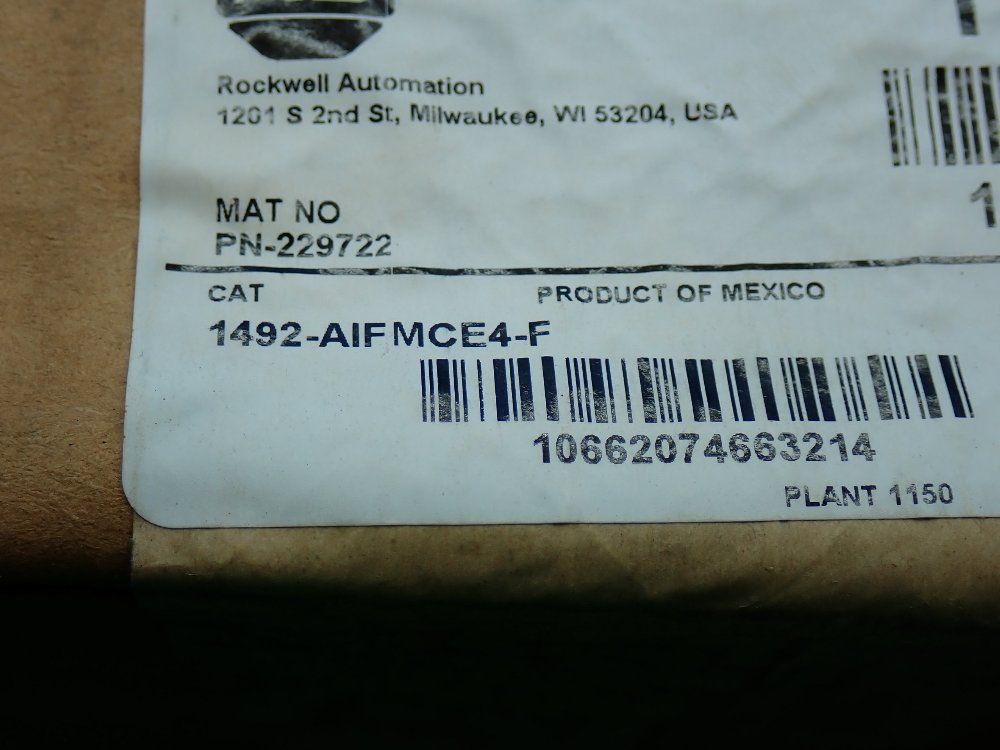 Rockwell Automation
1201 S 2nd St, Milwaukee, WI 53204, USA
MAT NO
PN-229722
CAT
PRODUCT OF MEXICO
1492-AIFMCE4-F
10662074663214
PLANT 1150